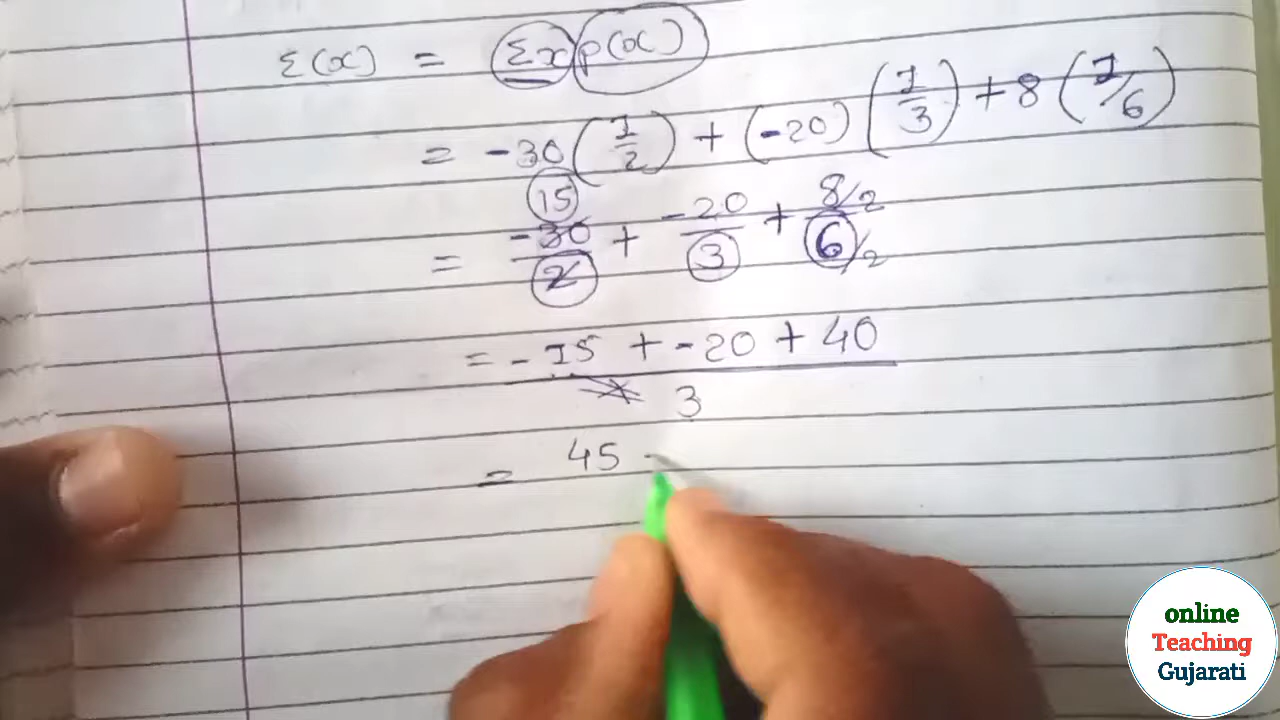 Σ(x) = Σx p(x)
= -30 (1/2) + (-20) (1/3) + 8 (1/6)
15
= -30/2 + -20/3 + 8/2 / 6/2
= -15 + -20 + 40
3
= 45 -
online
Teaching
Gujarati